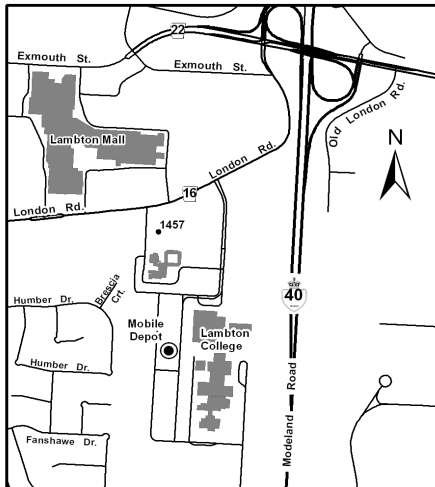 22
Exmouth St.
Exmouth St.
Old London Rd.
N
Lambton Mall
London Rd.
16
London Rd.
1457
Brescia Crt.
40
Humber Dr.
Mobile
Depot
Lambton
College
Humber Dr.
Modeland Road
Fanshawe Dr.